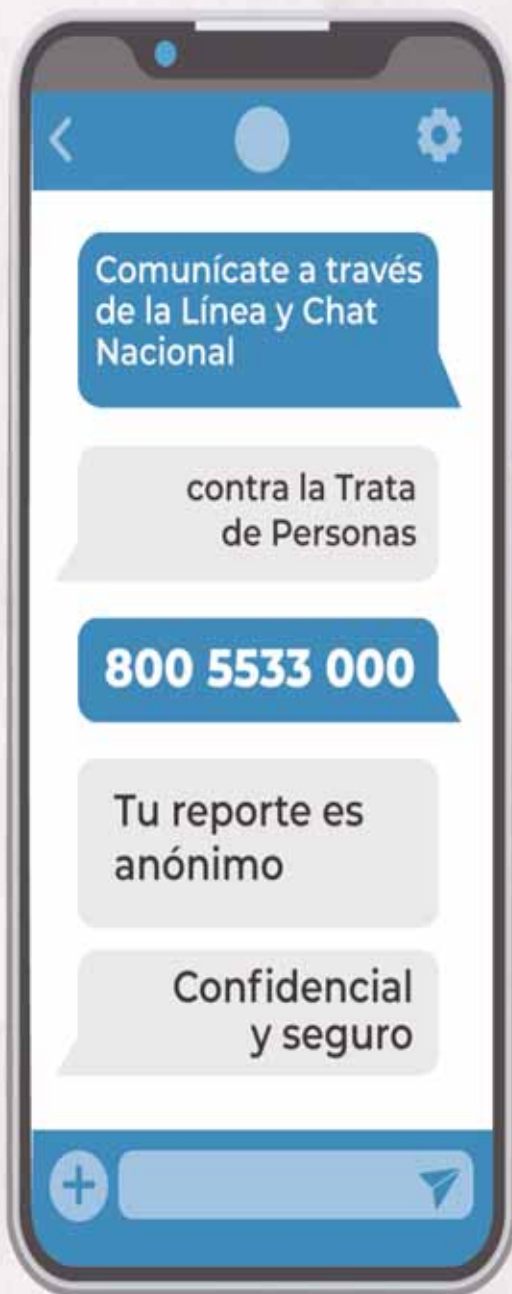 Comunícate a través
de la Línea y Chat
Nacional
contra la Trata
de Personas
800 5533 000
Tu reporte es
anónimo
Confidencial
y seguro